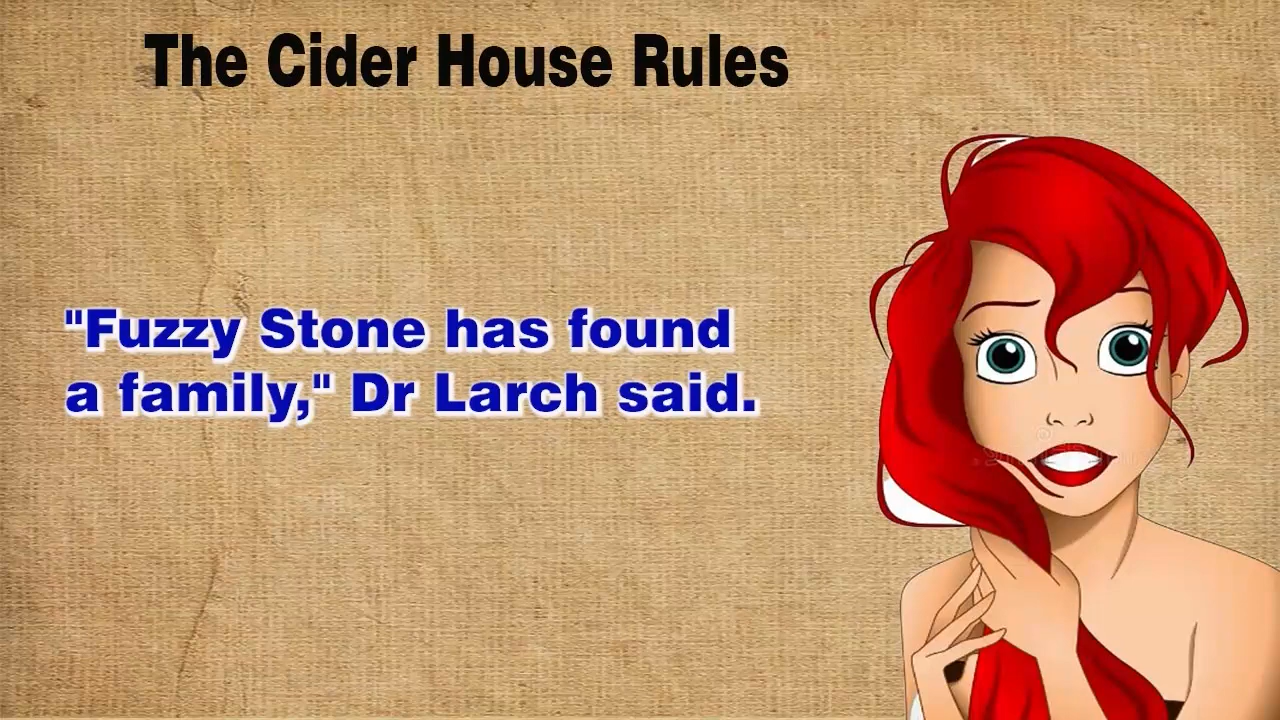 The Cider House Rules
"Fuzzy Stone has found
a family," Dr Larch said.